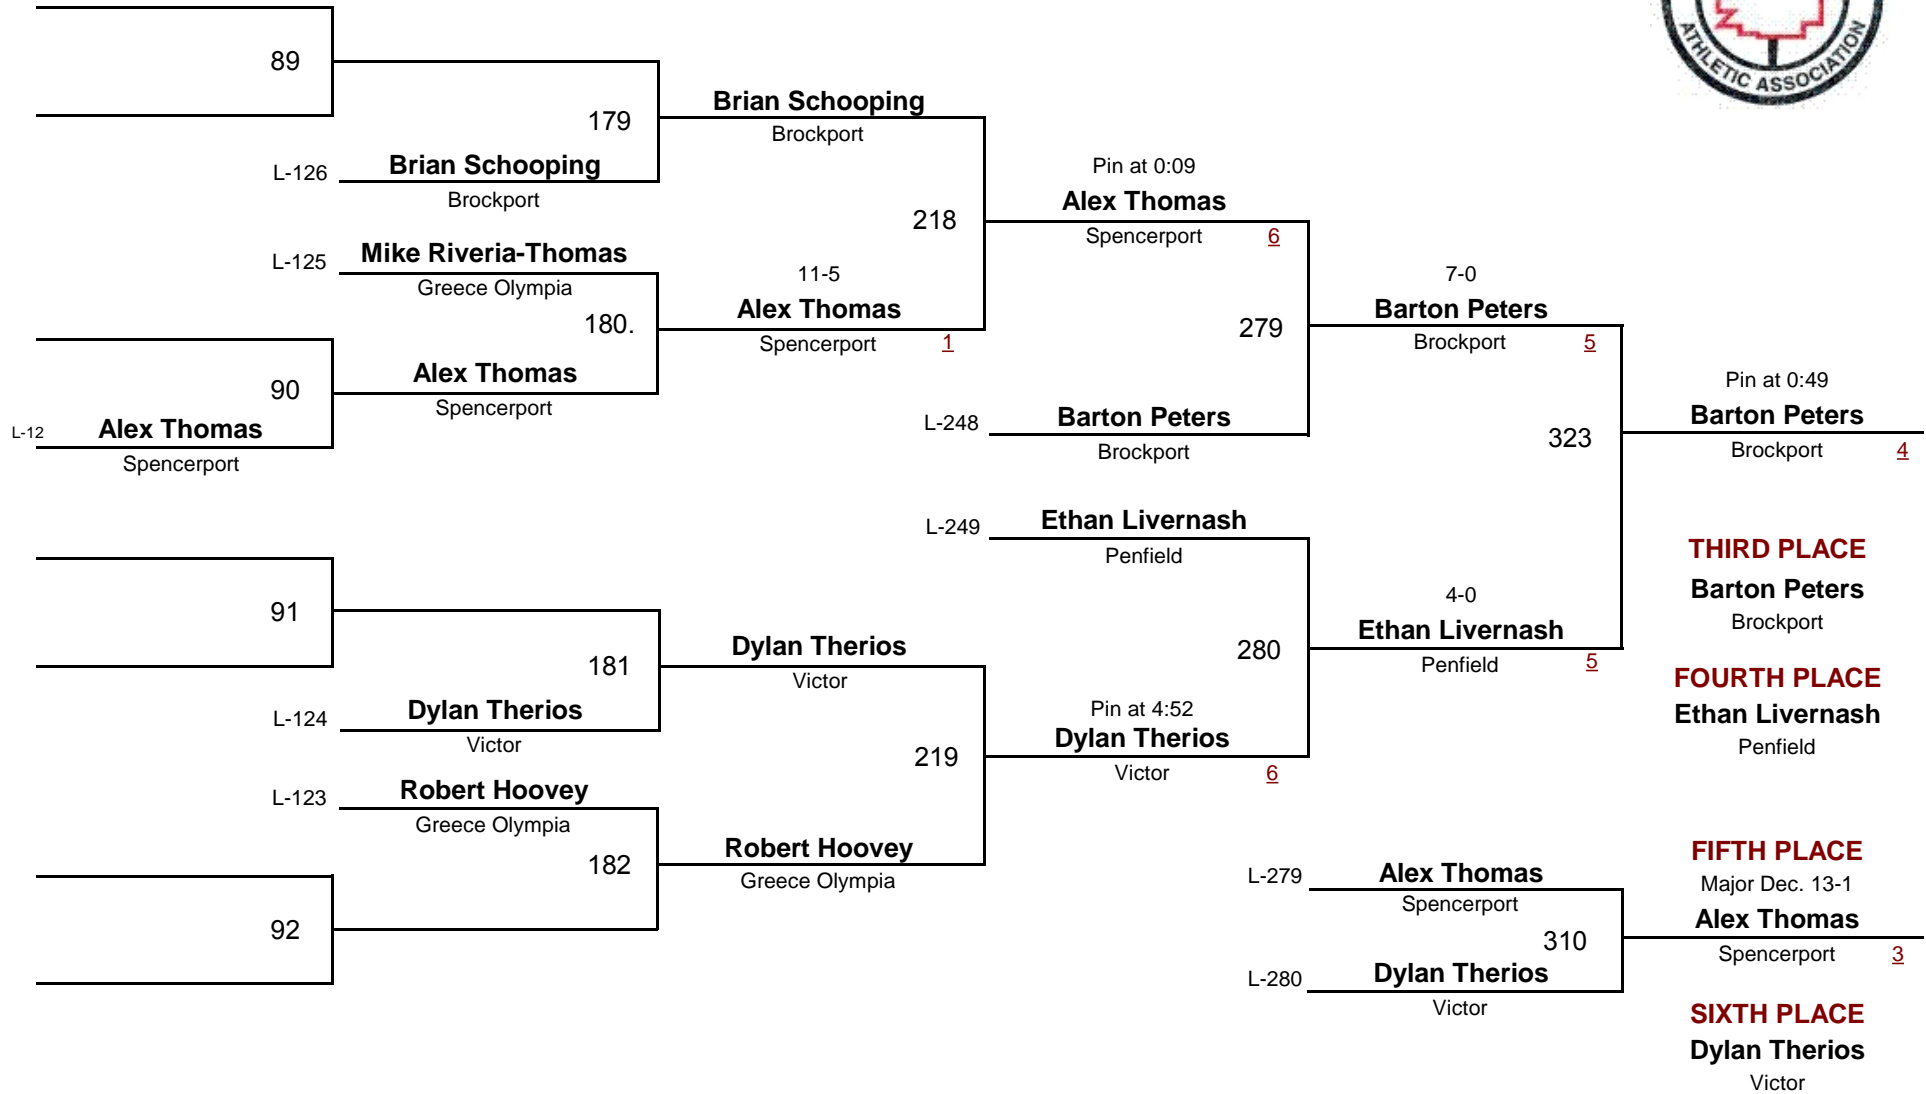 ATHLETIC ASSOCIATION
89
179
Brian Schooping
Brockport
L-126
Brian Schooping
Brockport
Pin at 0:09
Alex Thomas
Spencerport
6
218
L-125
Mike Riveria-Thomas
Greece Olympia
180.
11-5
Alex Thomas
Spencerport
1
7-0
Barton Peters
Brockport
5
279
90
Alex Thomas
Spencerport
L-12
Alex Thomas
Spencerport
L-248
Barton Peters
Brockport
323
Pin at 0:49
Barton Peters
Brockport
4
L-249
Ethan Livernash
Penfield
THIRD PLACE
Barton Peters
Brockport
91
181
Dylan Therios
Victor
280
4-0
Ethan Livernash
Penfield
5
FOURTH PLACE
Ethan Livernash
Penfield
L-124
Dylan Therios
Victor
219
Pin at 4:52
Dylan Therios
Victor
6
L-123
Robert Hoovey
Greece Olympia
182
Robert Hoovey
Greece Olympia
92
L-279
Alex Thomas
Spencerport
310
L-280
Dylan Therios
Victor
FIFTH PLACE
Major Dec. 13-1
Alex Thomas
Spencerport
3
SIXTH PLACE
Dylan Therios
Victor